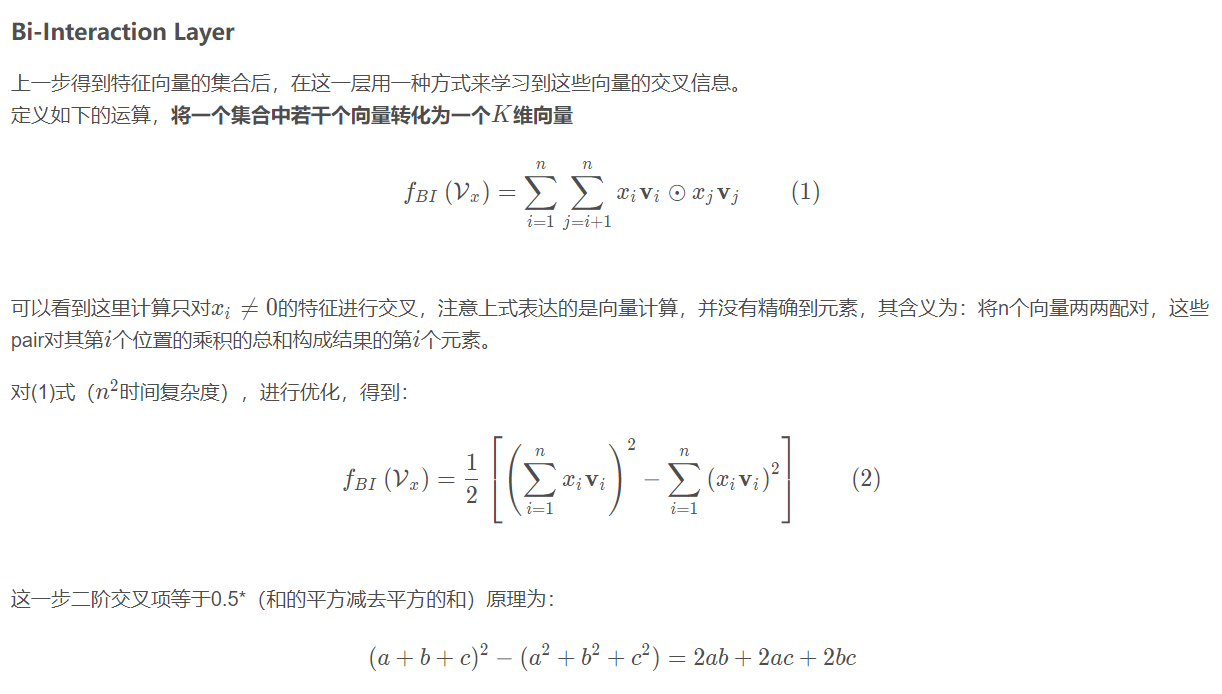 Bi-Interaction Layer
上一步得到特征向量的集合后，在这一层用一种方式来学习到这些向量的交叉信息。
定义如下的运算，将一个集合中若干个向量转化为一个K维向量
f_{BI} (\mathcal{V}_x) = \sum_{i=1}^{n} \sum_{j=i+1}^{n} x_i \mathbf{v}_i \odot x_j \mathbf{v}_j (1)
可以看到这里计算只对x_i ≠ 0的特征进行交叉，注意上式表达的是向量计算，并没有精确到元素，其含义为：将n个向量两两配对，这些
pair对其第i个位置的乘积的总和构成结果的第i个元素。
对(1)式（n^2时间复杂度），进行优化，得到：
f_{BI} (\mathcal{V}_x) = \frac{1}{2} \left[ \left( \sum_{i=1}^{n} x_i \mathbf{v}_i \right)^2 - \sum_{i=1}^{n} (x_i \mathbf{v}_i)^2 \right] (2)
这一步二阶交叉项等于0.5*（和的平方减去平方的和）原理为：
(a + b + c)^2 - (a^2 + b^2 + c^2) = 2ab + 2ac + 2bc